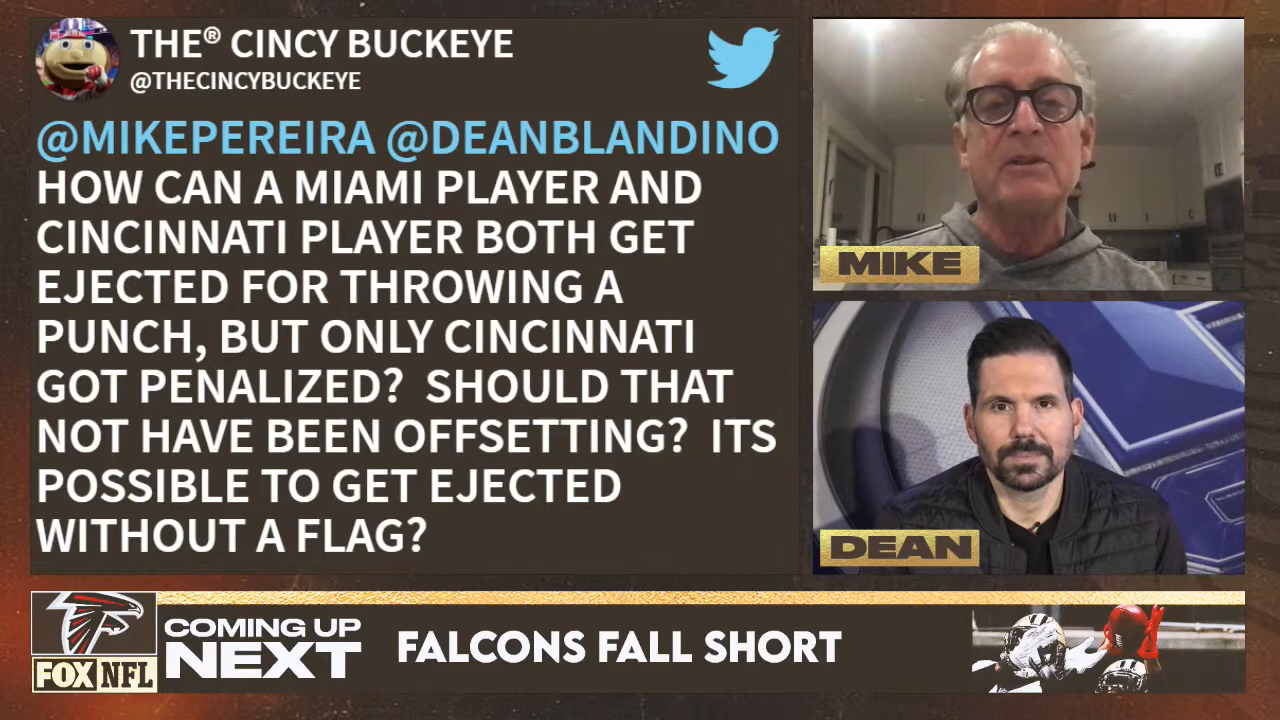 THE® CINCY BUCKEYE
@THECINCYBUCKEYE
@MIKEPEREIRA @DEANBLANDINO
HOW CAN A MIAMI PLAYER AND
CINCINNATI PLAYER BOTH GET
EJECTED FOR THROWING A
PUNCH, BUT ONLY CINCINNATI
GOT PENALIZED? SHOULD THAT
NOT HAVE BEEN OFFSETTING? ITS
POSSIBLE TO GET EJECTED
WITHOUT A FLAG?
MIKE
DEAN
FOX NFL
COMING UP
NEXT
FALCONS FALL SHORT